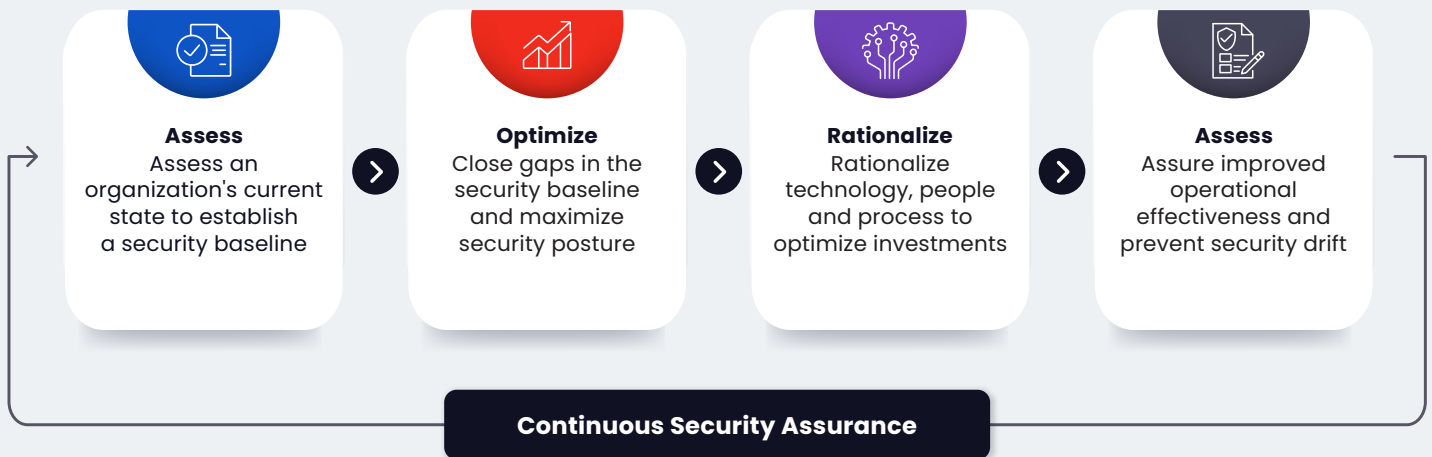 Assess
Assess an
organization's current
state to establish
a security baseline
Optimize
Close gaps in the
security baseline
and maximize
security posture
Rationalize
Rationalize
technology, people
and process to
optimize investments
Assess
Assure improved
operational
effectiveness and
prevent security drift
Continuous Security Assurance